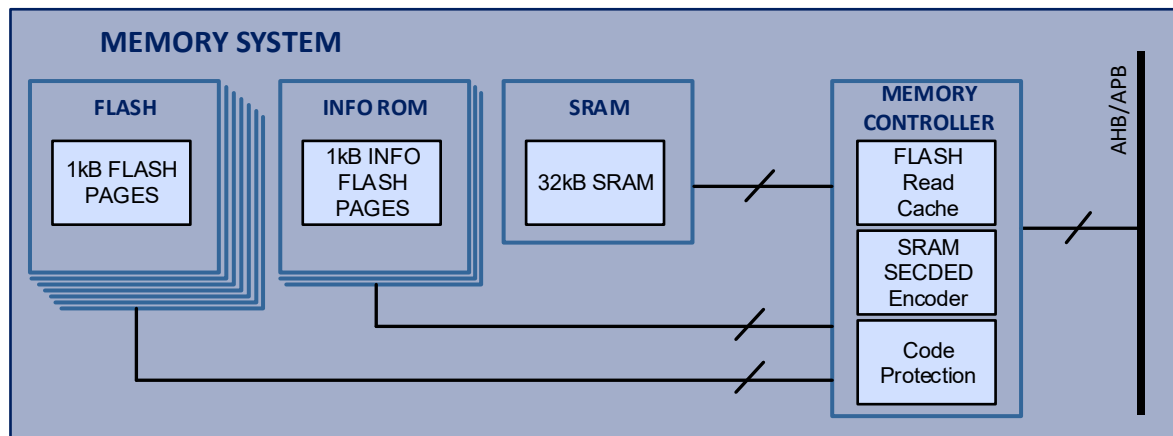 MEMORY SYSTEM
FLASH
1kB FLASH
PAGES
INFO ROM
1kB INFO
FLASH
PAGES
SRAM
32kB SRAM
MEMORY
CONTROLLER
FLASH
Read
Cache
SRAM
SECDED
Encoder
Code
Protection
AHB/APB